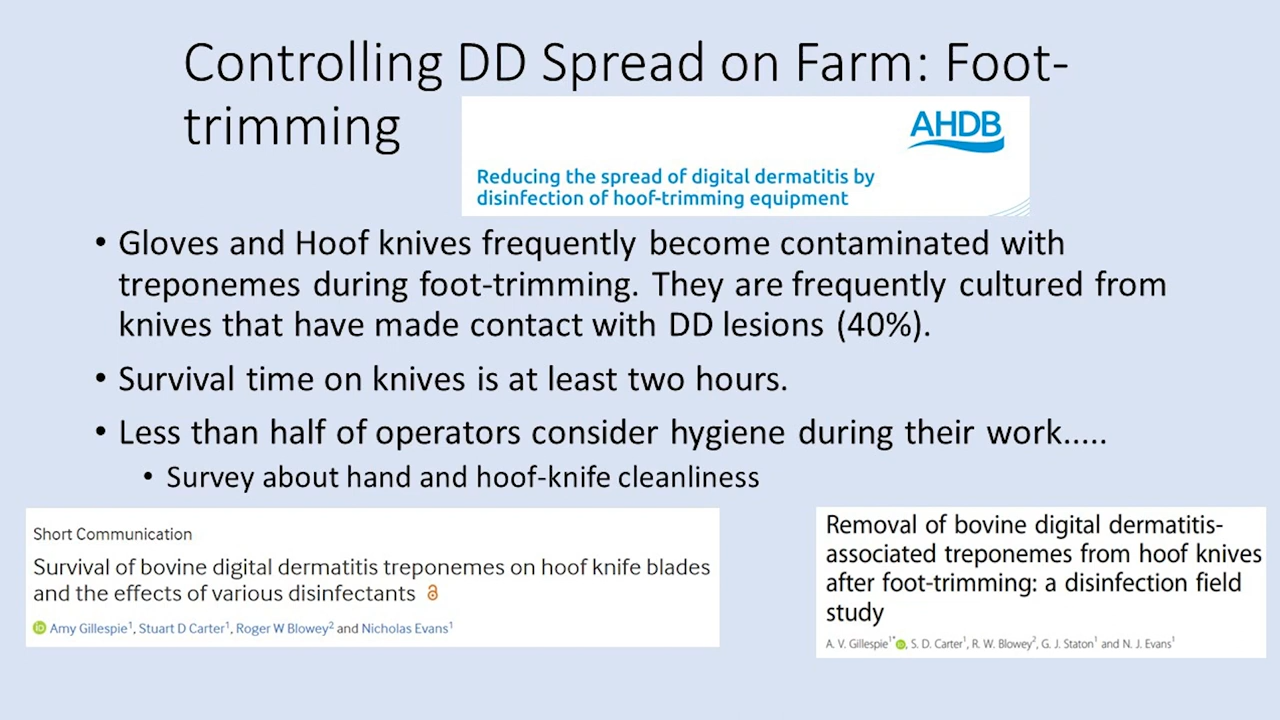 Controlling DD Spread on Farm: Foot-
trimming
AHDB
Reducing the spread of digital dermatitis by
disinfection of hoof-trimming equipment
• Gloves and Hoof knives frequently become contaminated with
treponemes during foot-trimming. They are frequently cultured from
knives that have made contact with DD lesions (40%).
• Survival time on knives is at least two hours.
• Less than half of operators consider hygiene during their work.....
• Survey about hand and hoof-knife cleanliness
Short Communication
Survival of bovine digital dermatitis treponemes on hoof knife blades
and the effects of various disinfectants
iD Amy Gillespie¹, Stuart D Carter¹, Roger W Blowey² and Nicholas Evans¹
Removal of bovine digital dermatitis-
associated treponemes from hoof knives
after foot-trimming: a disinfection field
study
A. V. Gillespie¹* iD, S. D. Carter¹, R. W. Blowey², G. J. Staton¹ and N. J. Evans¹